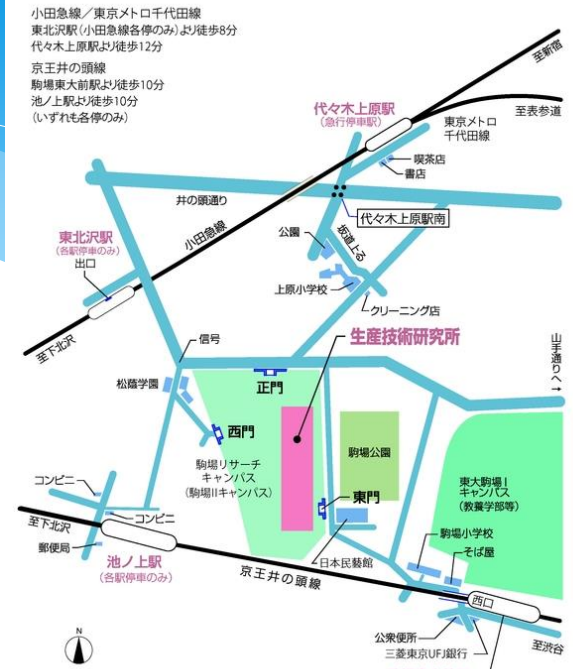 小田急線／東京メトロ千代田線
東北沢駅（小田急線各停のみ）より徒歩8分
代々木上原駅より徒歩12分
京王井の頭線
駒場東大前駅より徒歩10分
池ノ上駅より徒歩10分
（いずれも各停のみ）
至新宿
代々木上原駅
（急行停車駅）
至表参道
東京メトロ
千代田線
喫茶店
書店
井の頭通り
代々木上原駅南
小田急線
公園
坂道上る
東北沢駅
（各駅停車のみ）
出口
上原小学校
クリーニング店
至下北沢
信号
生産技術研究所
山手通りへ→
正門
松蔭学園
西門
駒場公園
駒場リサーチ
キャンパス
（駒場IIキャンパス）
東大駒場I
キャンパス
（教養学部等）
コンビニ
東門
コンビニ
至下北沢
駒場小学校
郵便局
そば屋
池ノ上駅
（各駅停車のみ）
日本民藝館
京王井の頭線
西口
公衆便所
三菱東京UFJ銀行
至渋谷
N